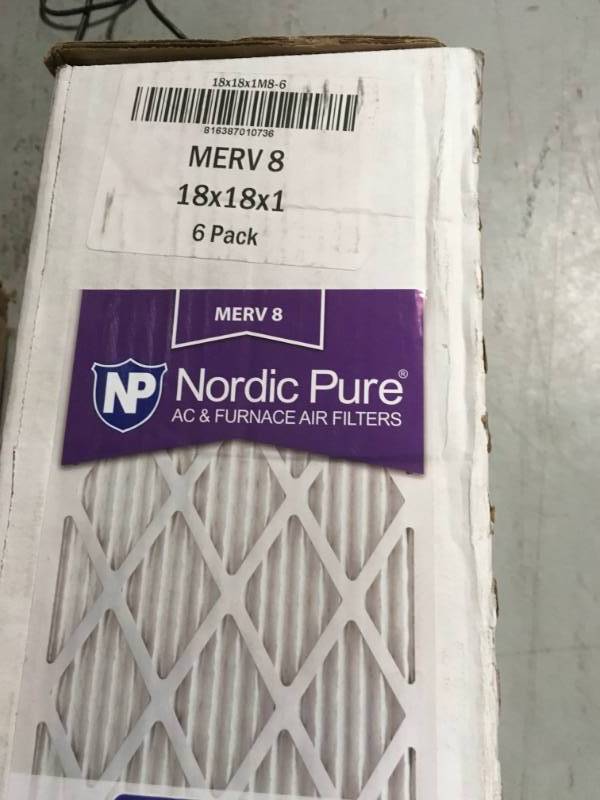 18x18x1M8-6
816387010736
MERV 8
18x18x1
6 Pack
MERV 8
NP Nordic Pure®
AC & FURNACE AIR FILTERS